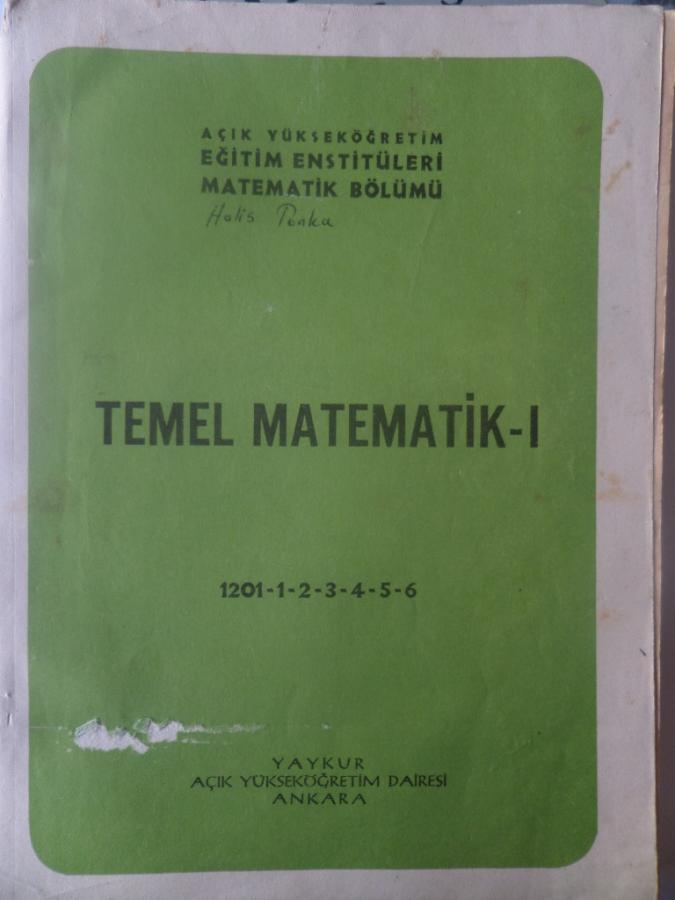 AÇIK YÜKSEKÖĞRETİM
EĞİTİM ENSTİTÜLERİ
MATEMATİK BÖLÜMÜ
Halis
TEMEL MATEMATİK-I
1201-1-2-3-4-5-6
YAYKUR
AÇIK YÜKSEKÖĞRETİM DAİRESİ
ANKARA